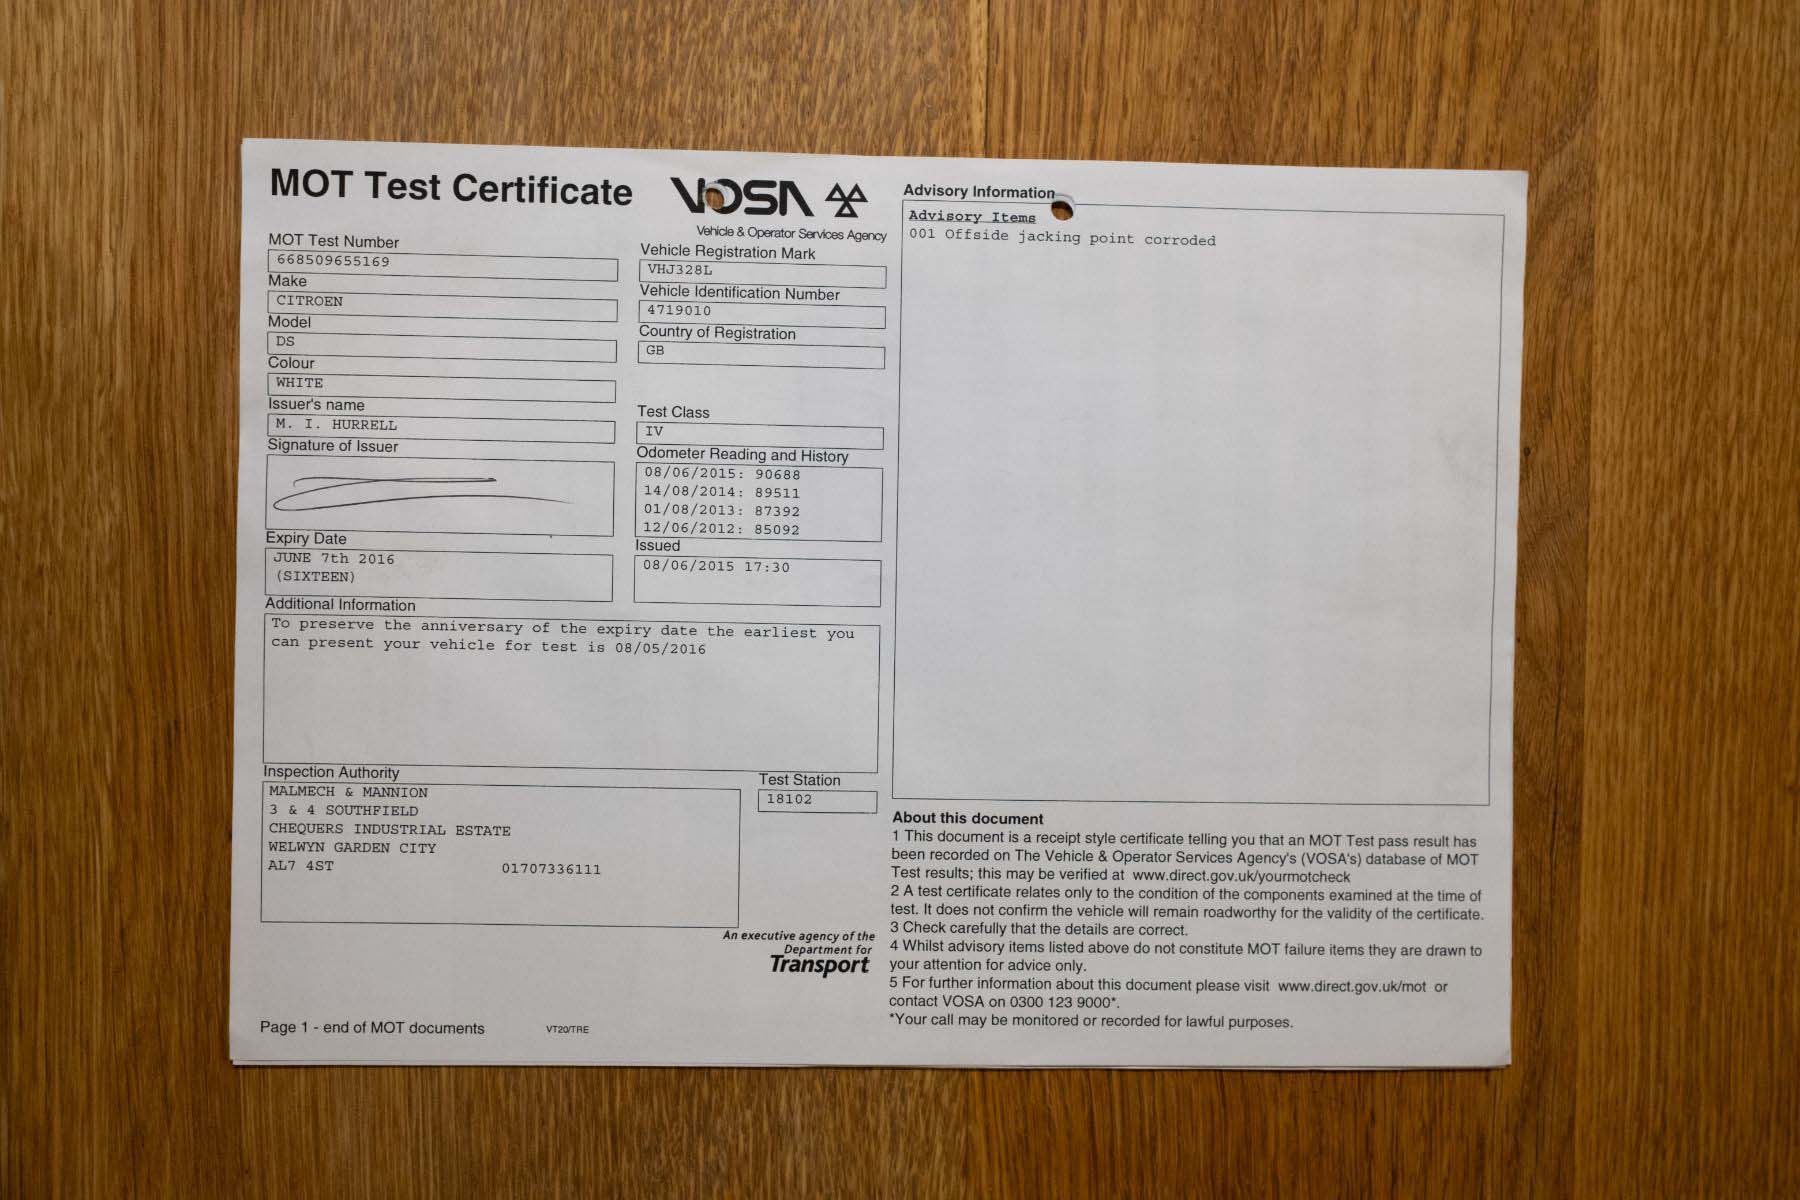 MOT Test Certificate
VOSA
Vehicle & Operator Services Agency
MOT Test Number
668509655169
Make
CITROEN
Model
DS
Colour
WHITE
Issuer's name
M. I. HURRELL
Signature of Issuer
Expiry Date
JUNE 7th 2016
(SIXTEEN)
Vehicle Registration Mark
VHJ328L
Vehicle Identification Number
4719010
Country of Registration
GB
Test Class
IV
Odometer Reading and History
08/06/2015: 90688
14/08/2014: 89511
01/08/2013: 87392
12/06/2012: 85092
Issued
08/06/2015 17:30
Additional Information
To preserve the anniversary of the expiry date the earliest you
can present your vehicle for test is 08/05/2016
Inspection Authority
MALMECH & MANNION
3 & 4 SOUTHFIELD
CHEQUERS INDUSTRIAL ESTATE
WELWYN GARDEN CITY
AL7 4ST 01707336111
Test Station
18102
An executive agency of the
Department for
Transport
Page 1 - end of MOT documents
VT20/TRE
Advisory Information
Advisory Items
001 Offside jacking point corroded
About this document
1 This document is a receipt style certificate telling you that an MOT Test pass result has
been recorded on The Vehicle & Operator Services Agency's (VOSA's) database of MOT
Test results; this may be verified at www.direct.gov.uk/yourmotcheck
2 A test certificate relates only to the condition of the components examined at the time of
test. It does not confirm the vehicle will remain roadworthy for the validity of the certificate.
3 Check carefully that the details are correct.
4 Whilst advisory items listed above do not constitute MOT failure items they are drawn to
your attention for advice only.
5 For further information about this document please visit www.direct.gov.uk/mot or
contact VOSA on 0300 123 9000*.
*Your call may be monitored or recorded for lawful purposes.